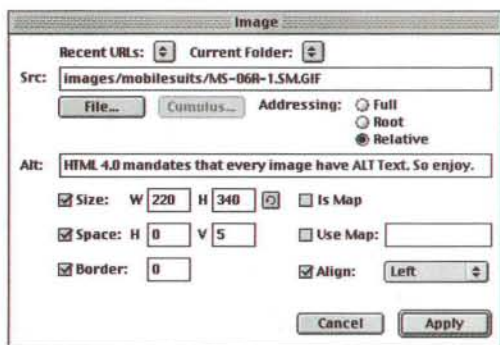 Image
Recent URLs: Current Folder:
Src: images/mobilesuits/MS-06R-1.SM.GIF
File... Cumulus... Addressing: Full
Root
Relative
Alt: HTML 4.0 mandates that every image have ALT Text. So enjoy.
Size: W 220 H 340 Is Map
Space: H 0 V 5 Use Map:
Border: 0 Align: Left
Cancel Apply